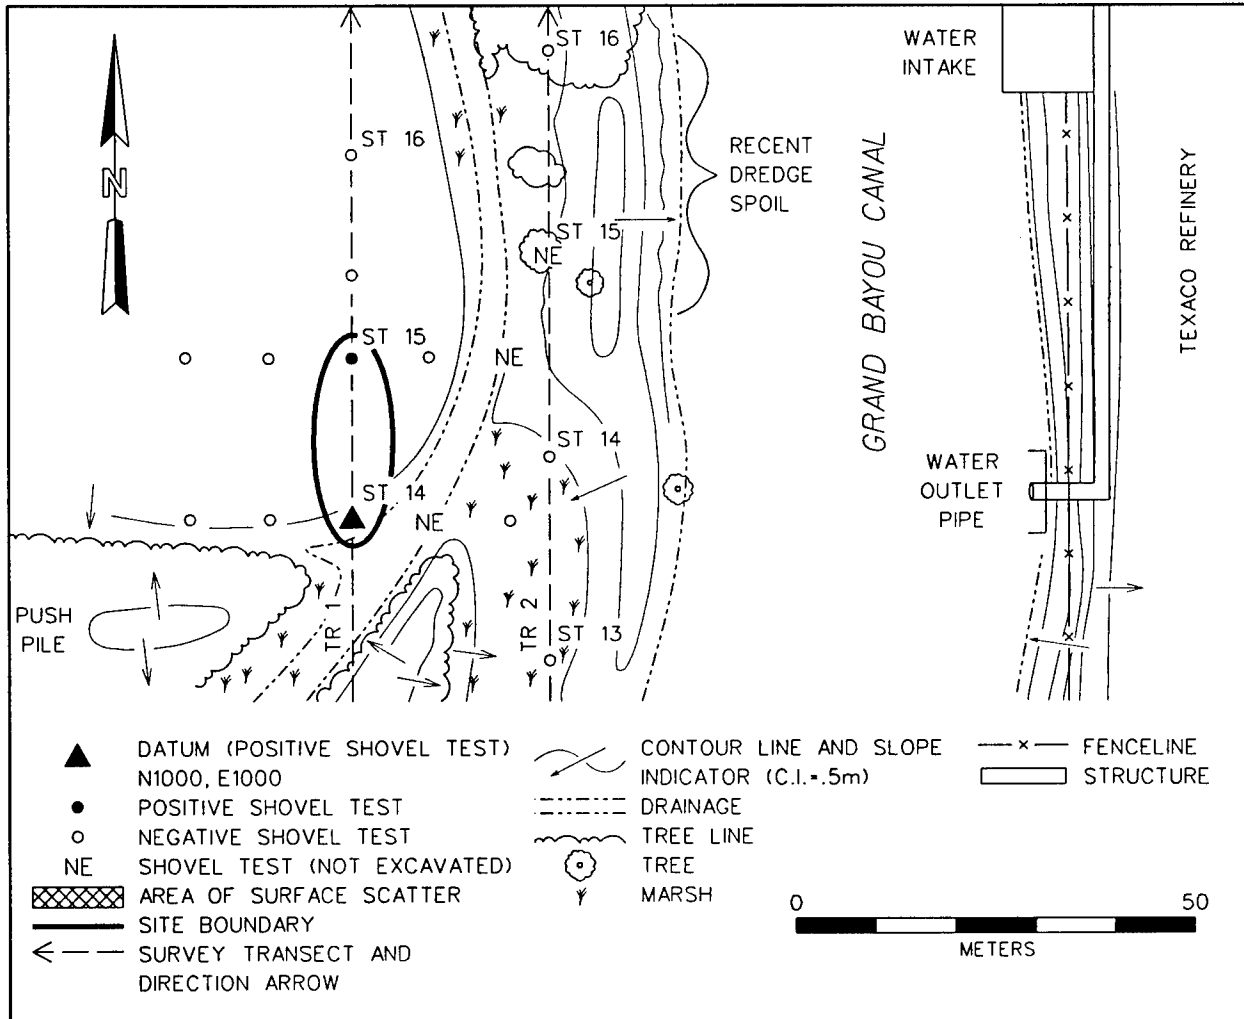 ST 16
WATER
INTAKE
ST 16
RECENT
DREDGE
SPOIL
N
GRAND BAYOU CANAL
TEXACO REFINERY
ST 15
NE
ST 15
NE
ST 14
ST 14
NE
WATER
OUTLET
PIPE
PUSH
PILE
TR 1
TR 2
ST 13
DATUM (POSITIVE SHOVEL TEST)
N1000, E1000
POSITIVE SHOVEL TEST
NEGATIVE SHOVEL TEST
NE SHOVEL TEST (NOT EXCAVATED)
AREA OF SURFACE SCATTER
SITE BOUNDARY
SURVEY TRANSECT AND
DIRECTION ARROW
CONTOUR LINE AND SLOPE
INDICATOR (C.I.=.5m)
DRAINAGE
TREE LINE
TREE
MARSH
FENCELINE
STRUCTURE
0 50
METERS